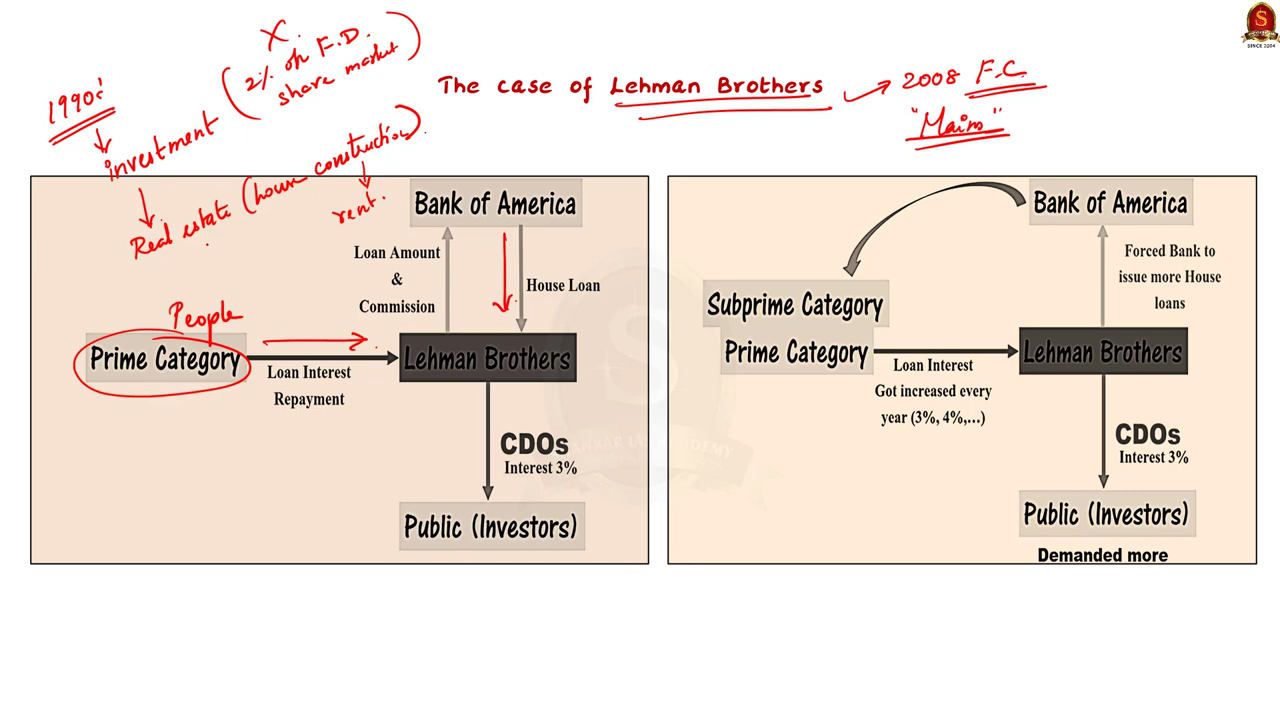 The case of Lehman Brothers
2008 F.C.
"Mains"
1990s
investment
X.
2% on F.D.
share market
Real estate (house construction).
rent.
Bank of America
Loan Amount
&
Commission
House Loan
People
Prime Category
Lehman Brothers
Loan Interest
Repayment
CDOs
Interest 3%
Public (Investors)
Bank of America
Forced Bank to
issue more House
loans
Subprime Category
Prime Category
Lehman Brothers
Loan Interest
Got increased every
year (3%, 4%,...)
CDOs
Interest 3%
Public (Investors)
Demanded more
S
SINCE 2004